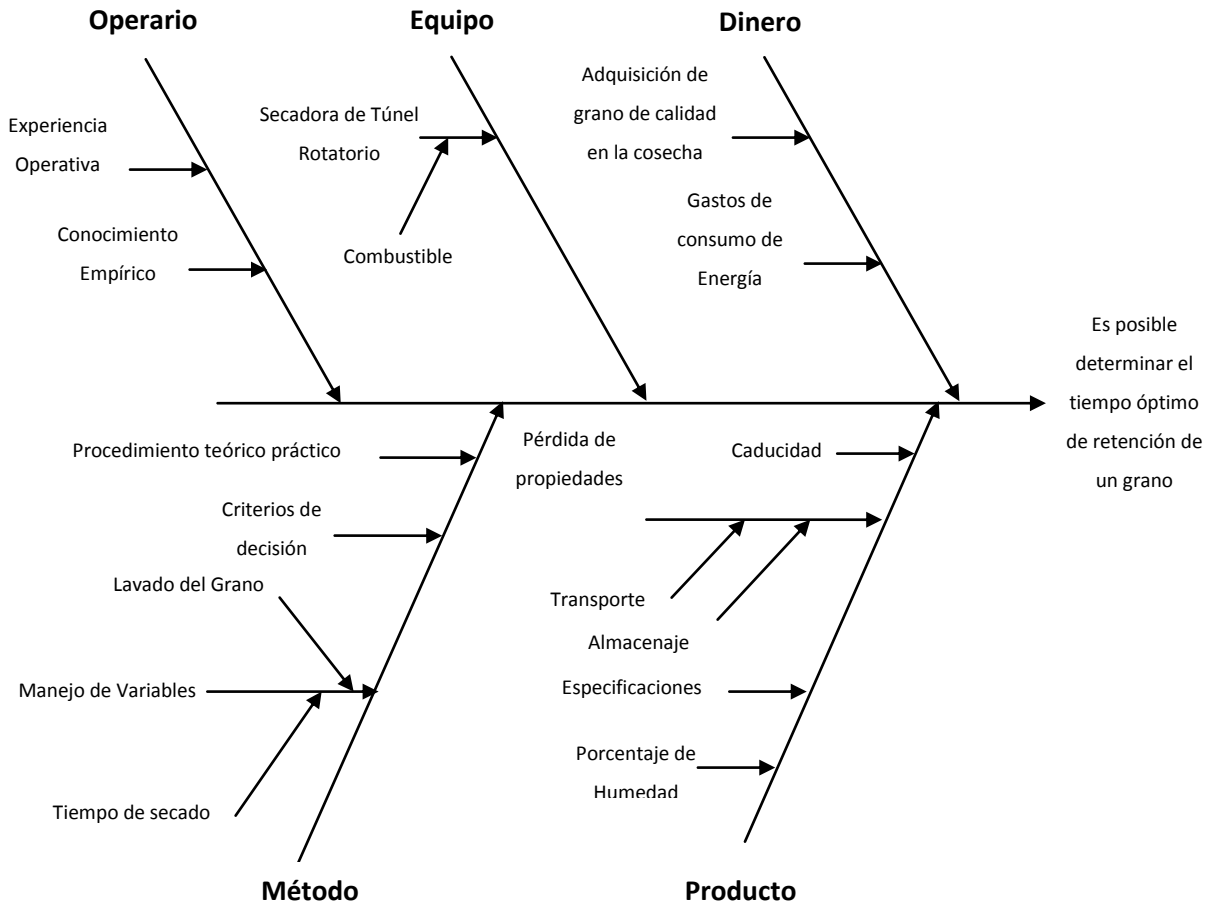 Operario
Equipo
Dinero
Experiencia
Operativa
Conocimiento
Empírico
Secadora de Túnel
Rotatorio
Combustible
Adquisición de
grano de calidad
en la cosecha
Gastos de
consumo de
Energía
Es posible
determinar el
tiempo óptimo
de retención de
un grano
Procedimiento teórico práctico
Criterios de
decisión
Lavado del Grano
Manejo de Variables
Tiempo de secado
Pérdida de
propiedades
Caducidad
Transporte
Almacenaje
Especificaciones
Porcentaje de
Humedad
Método
Producto